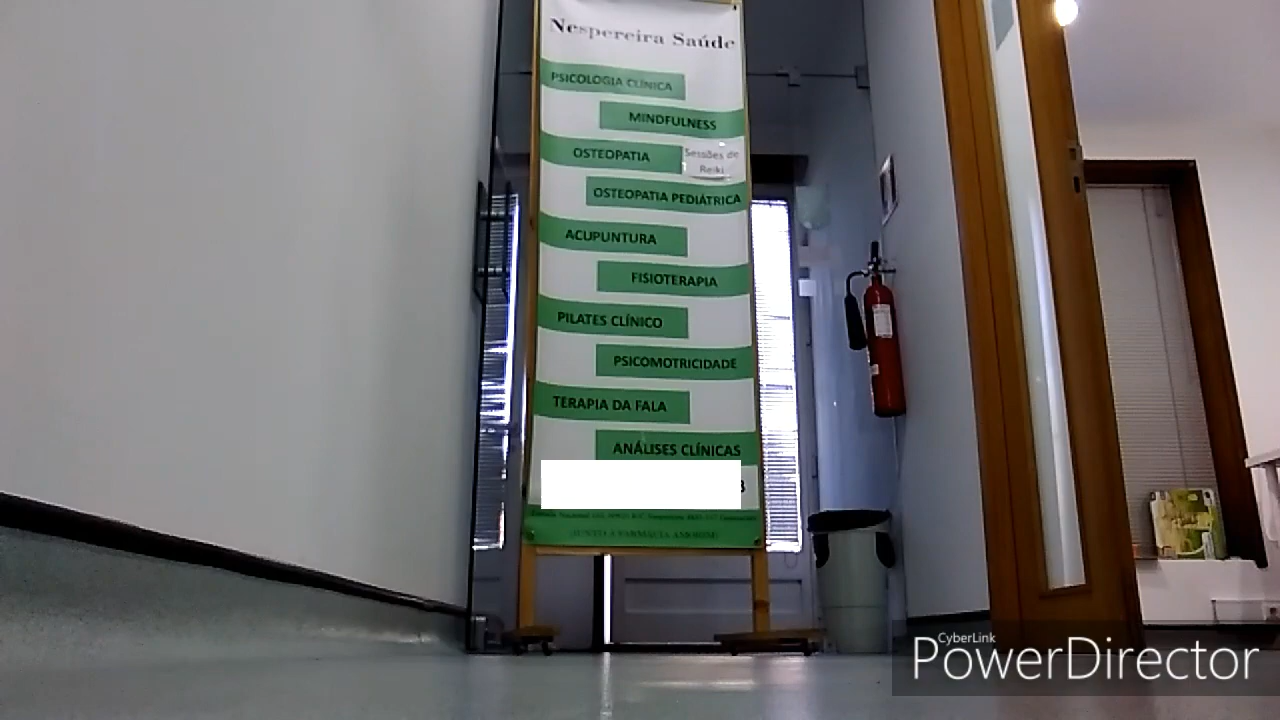 Nespereira Saúde
PSICOLOGIA CLÍNICA
MINDFULNESS
OSTEOPATIA
Sessões de
Reiki
OSTEOPATIA PEDIÁTRICA
ACUPUNTURA
FISIOTERAPIA
PILATES CLÍNICO
PSICOMOTRICIDADE
TERAPIA DA FALA
ANÁLISES CLÍNICAS
CyberLink
PowerDirector